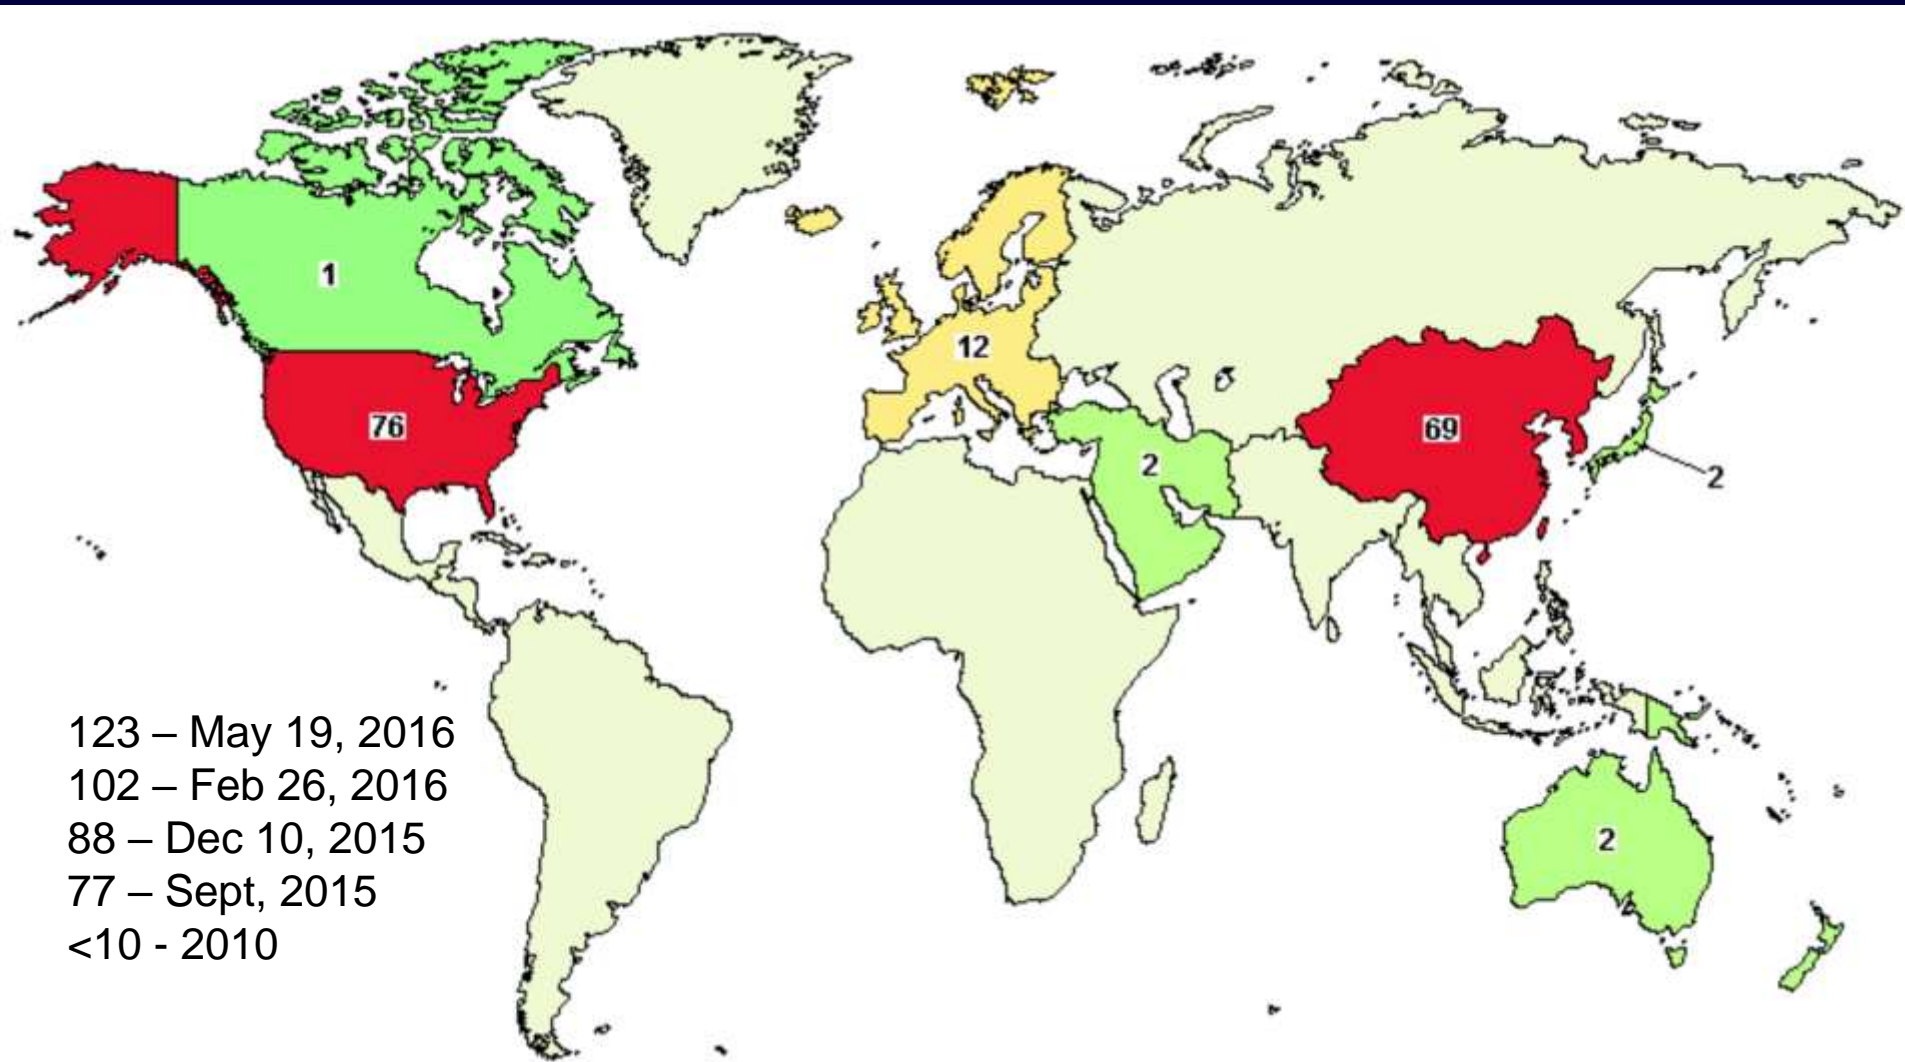 1
12
76
69
2
2
2
123 – May 19, 2016
102 – Feb 26, 2016
88 – Dec 10, 2015
77 – Sept, 2015
<10 - 2010